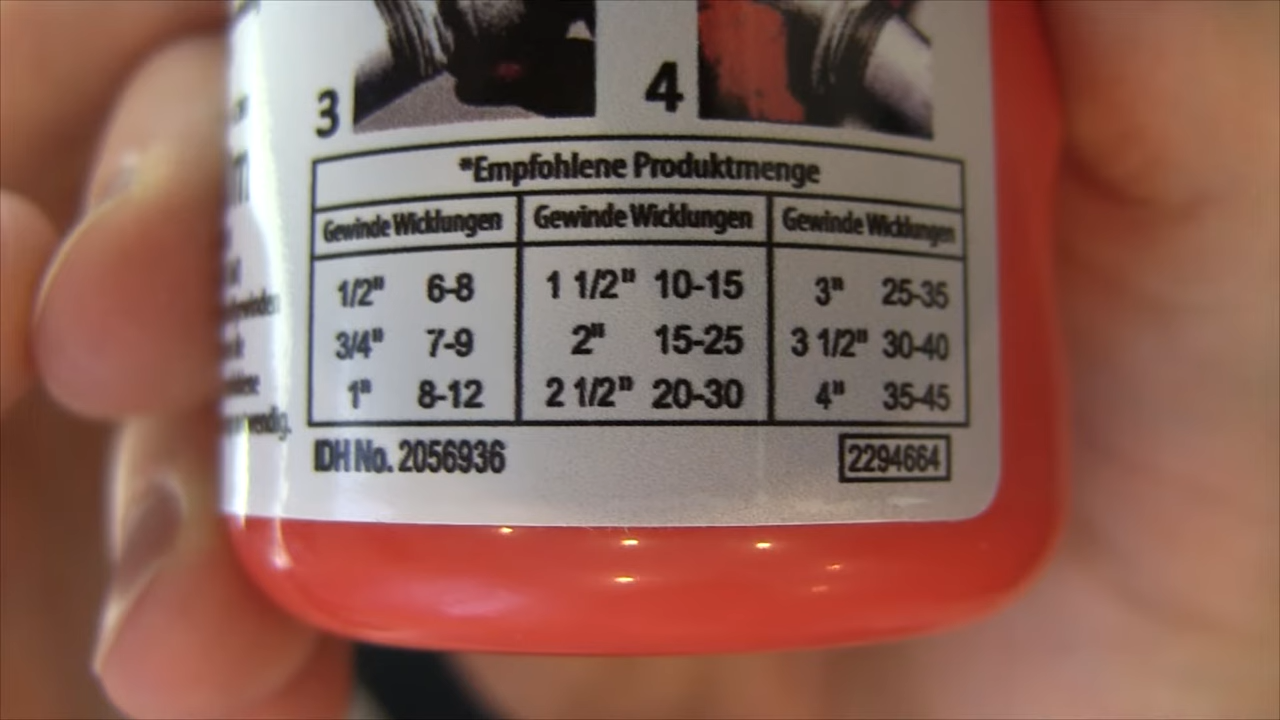 3
4
*Empfohlene Produktmenge
Gewinde Wicklungen Gewinde Wicklungen Gewinde Wicklungen
1/2" 6-8 1 1/2" 10-15 3" 25-35
3/4" 7-9 2" 15-25 3 1/2" 30-40
1" 8-12 2 1/2" 20-30 4" 35-45
IDH No. 2056936 2294664